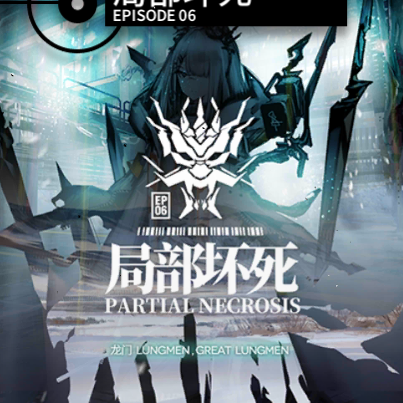 局部坏死
EPISODE 06
EP
06
局部坏死
PARTIAL NECROSIS
龙门 LUNGMEN , GREAT LUNGMEN